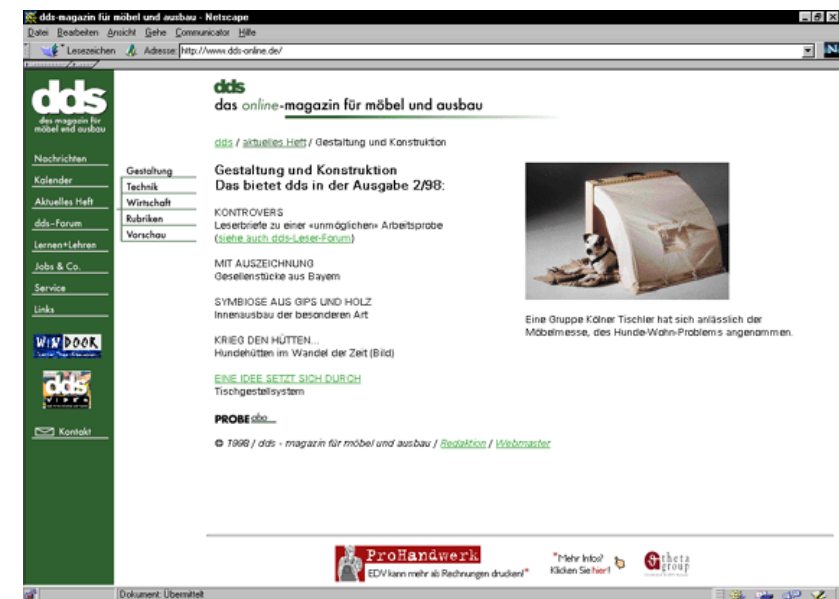 dds-magazin für möbel und ausbau - Netscape
Datei Bearbeiten Ansicht Gehe Communicator Hilfe
Lesezeichen Adresse: http://www.dds-online.de/
dds
das magazin für
möbel und ausbau
Nachrichten
Kalender
Aktuelles Heft
dds-Forum
Lernen+Lehren
Jobs & Co.
Service
Links
WINDOOR
dds
VIDEO
Kontakt
Gestaltung
Technik
Wirtschaft
Rubriken
Vorschau
dds
das online-magazin für möbel und ausbau
dds / aktuelles Heft / Gestaltung und Konstruktion
Gestaltung und Konstruktion
Das bietet dds in der Ausgabe 2/98:
KONTROVERS
Leserbriefe zu einer «unmöglichen» Arbeitsprobe
(siehe auch dds-Leser-Forum)
MIT AUSZEICHNUNG
Gesellenstücke aus Bayern
SYMBIOSE AUS GIPS UND HOLZ
Innenausbau der besonderen Art
KRIEG DEN HÜTTEN...
Hundehütten im Wandel der Zeit (Bild)
EINE IDEE SETZT SICH DURCH
Tischgestellsystem
PROBEabo
© 1998 / dds - magazin für möbel und ausbau / Redaktion / Webmaster
Eine Gruppe Kölner Tischler hat sich anlässlich der
Möbelmesse, des Hunde-Wohn-Problems angenommen.
ProHandwerk
EDV kann mehr als Rechnungen drucken!"
"Mehr Infos?
Klicken Sie hier!
theta
group
Dokument: Übermittelt